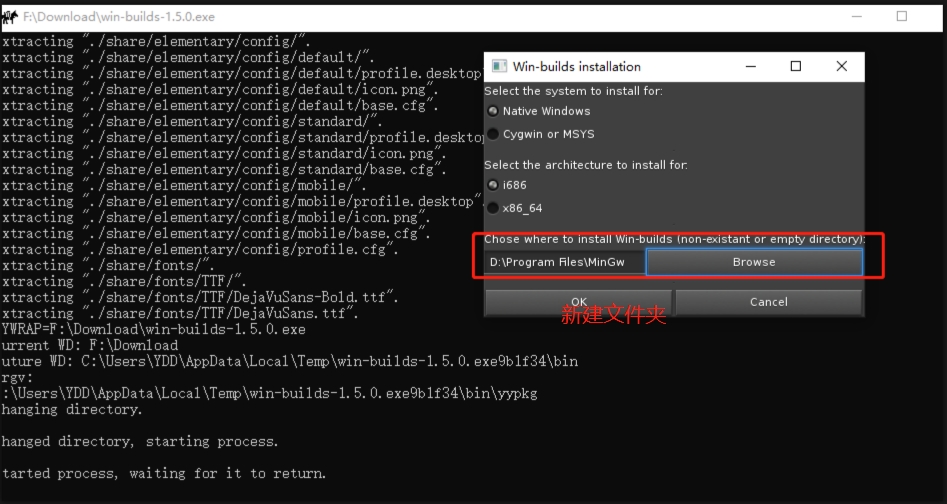 F:\Download\win-builds-1.5.0.exe
xtracting "./share/elementary/config/".
xtracting "./share/elementary/config/default/".
xtracting "./share/elementary/config/default/profile.desktop"
xtracting "./share/elementary/config/default/icon.png".
xtracting "./share/elementary/config/default/base.cfg".
xtracting "./share/elementary/config/standard/".
xtracting "./share/elementary/config/standard/profile.desktop
xtracting "./share/elementary/config/standard/icon.png".
xtracting "./share/elementary/config/standard/base.cfg".
xtracting "./share/elementary/config/mobile/".
xtracting "./share/elementary/config/mobile/profile.desktop".
xtracting "./share/elementary/config/mobile/icon.png".
xtracting "./share/elementary/config/mobile/base.cfg".
xtracting "./share/elementary/config/profile.cfg".
xtracting "./share/fonts/".
xtracting "./share/fonts/TTF/".
xtracting "./share/fonts/TTF/DejaVuSans-Bold.ttf".
xtracting "./share/fonts/TTF/DejaVuSans.ttf".
YWRAP=F:\Download\win-builds-1.5.0.exe
urrent WD: F:\Download
uture WD: C:\Users\YDD\AppData\Local\Temp\win-builds-1.5.0.exe9b1f34\bin
rgv:
:\Users\YDD\AppData\Local\Temp\win-builds-1.5.0.exe9b1f34\bin\yypkg
hanging directory.
hanged directory, starting process.
tarted process, waiting for it to return.
Win-builds installation
Select the system to install for:
Native Windows
Cygwin or MSYS
Select the architecture to install for:
i686
x86_64
Chose where to install Win-builds (non-existant or empty directory):
D:\Program Files\MinGw
Browse
OK
Cancel
新建文件夹